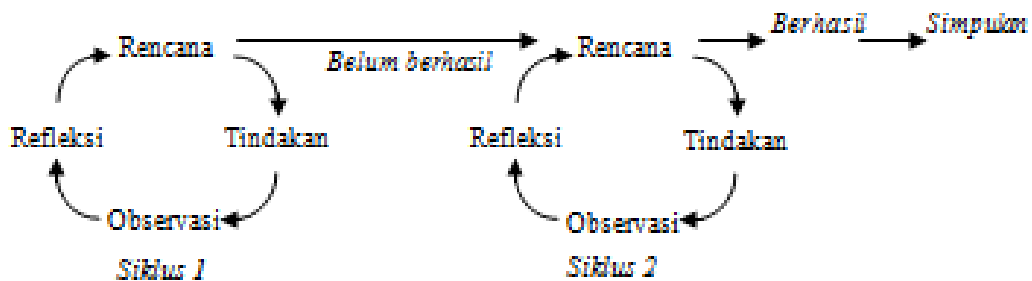 Berhasil Simpulan
Rencana Rencana
Belum berhasil
Refleksi Tindakan Refleksi Tindakan
Observasi Observasi
Siklus 1 Siklus 2